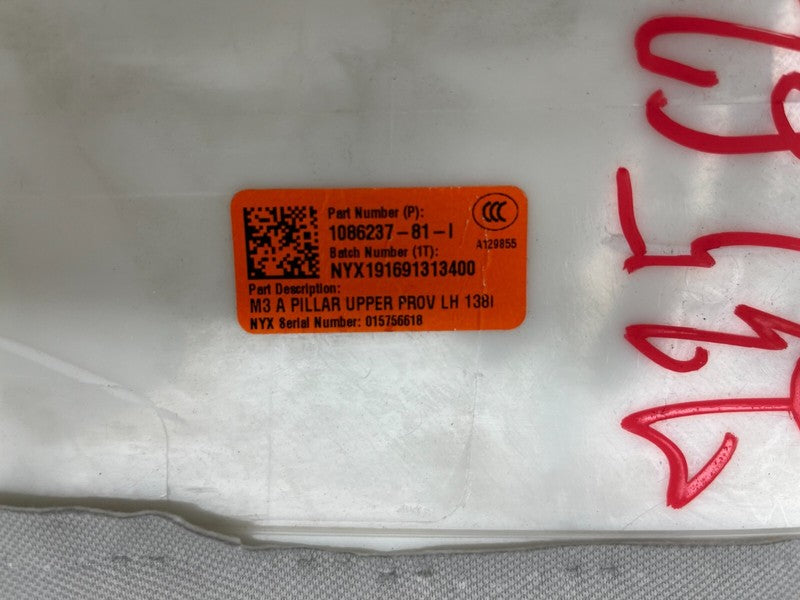 Part Number (P):
1086237-81-I
Batch Number (1T):
NYX191691313400
Part Description:
M3 A PILLAR UPPER PROV LH 138I
NYX Serial Number: 015756618
CCC
A129855